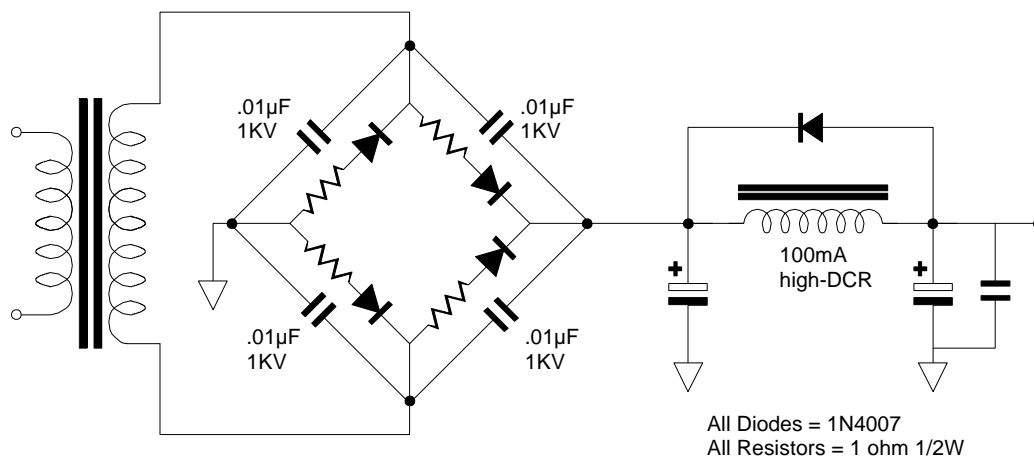 .01µF
1KV
.01µF
1KV
.01µF
1KV
.01µF
1KV
+
100mA
high-DCR
+
All Diodes = 1N4007
All Resistors = 1 ohm 1/2W